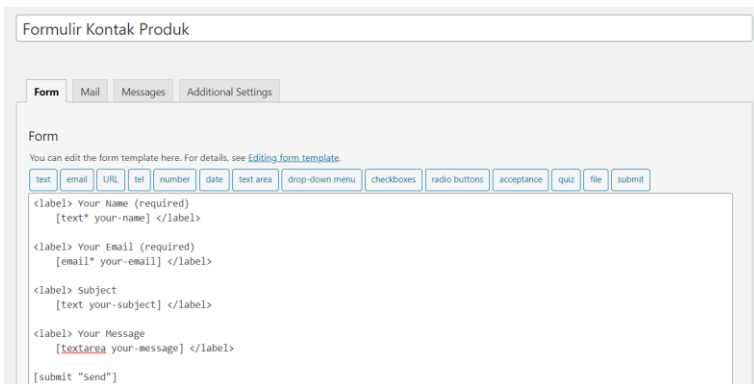 Formulir Kontak Produk
Form Mail Messages Additional Settings
Form
You can edit the form template here. For details, see Editing form template.
text email URL tel number date text area drop-down menu checkboxes radio buttons acceptance quiz file submit
<label> Your Name (required)
[text* your-name] </label>
<label> Your Email (required)
[email* your-email] </label>
<label> Subject
[text your-subject] </label>
<label> Your Message
[textarea your-message] </label>
[submit "Send"]